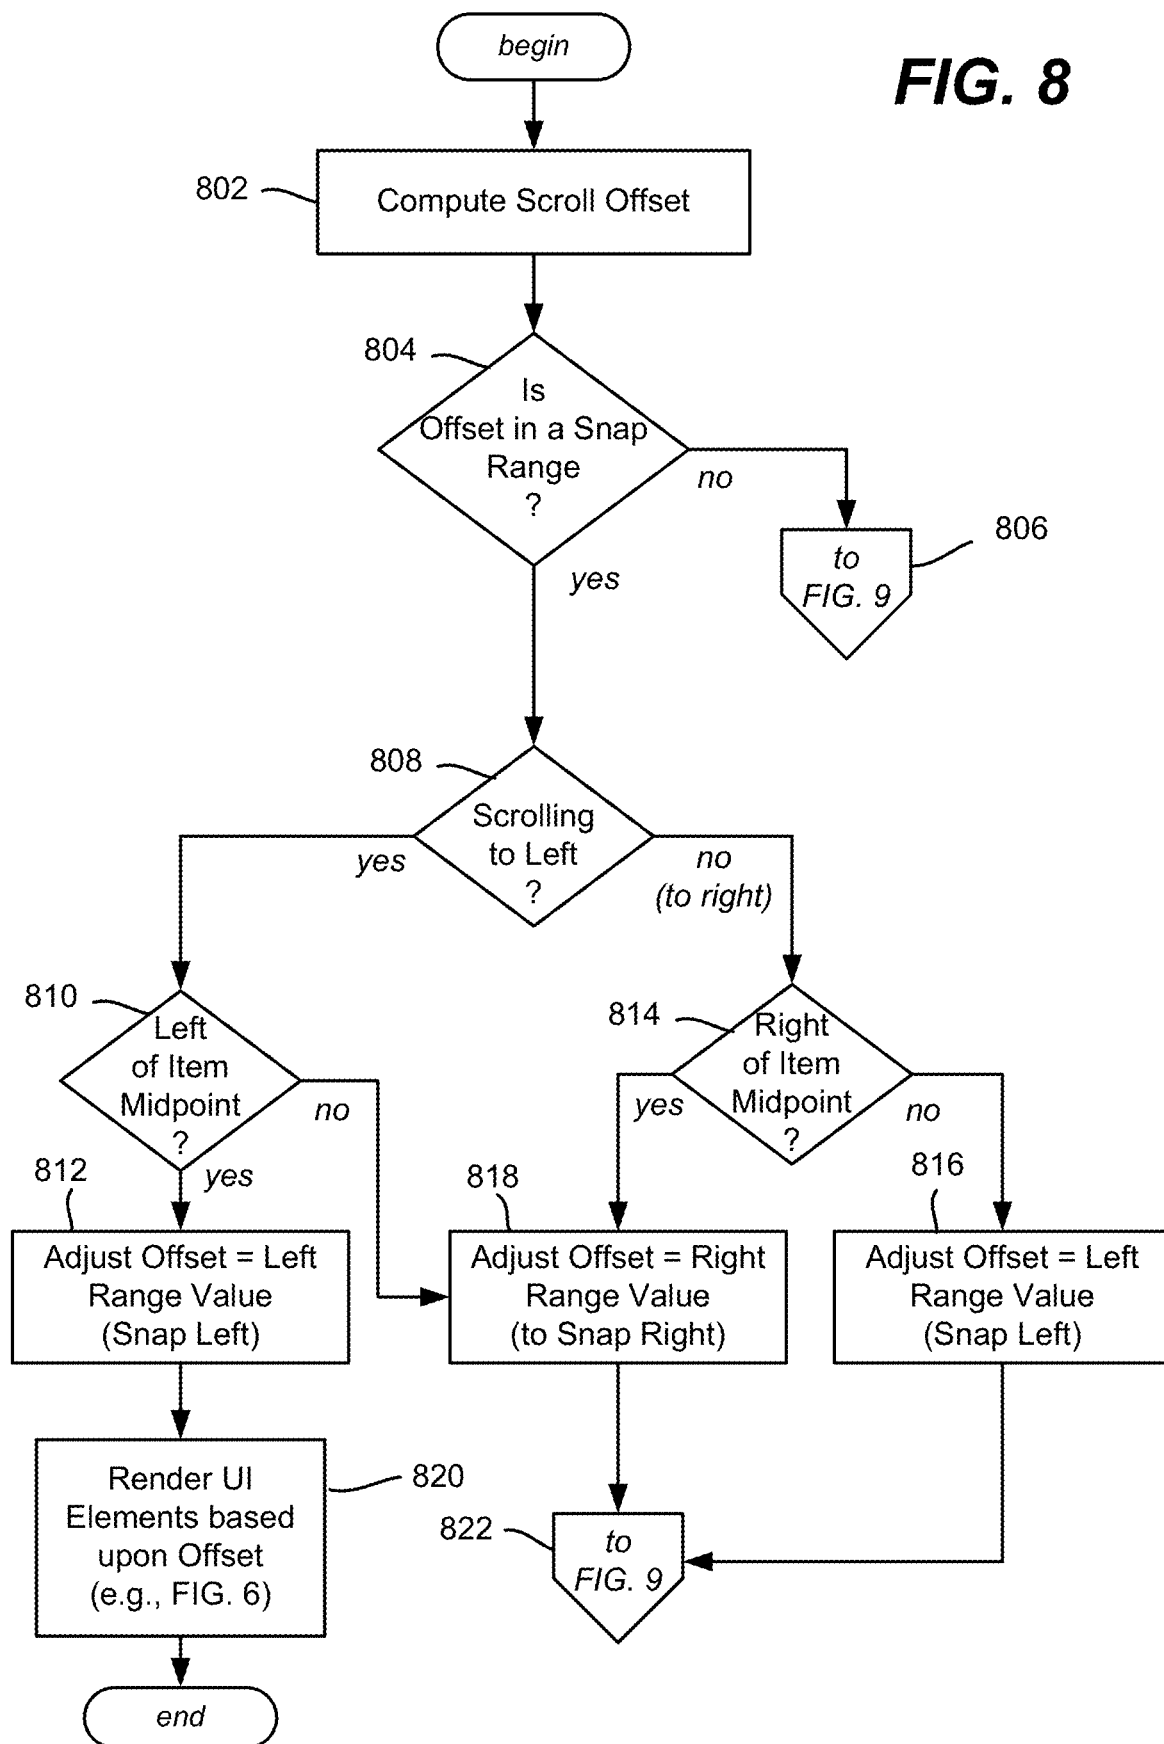 begin
FIG. 8
802
Compute Scroll Offset
804
Is
Offset in a Snap
Range
?
no
yes
806
to
FIG. 9
808
Scrolling
to Left
?
yes
no
(to right)
810
Left
of Item
Midpoint
?
no
yes
814
Right
of Item
Midpoint
?
yes
no
812
Adjust Offset = Left
Range Value
(Snap Left)
818
Adjust Offset = Right
Range Value
(to Snap Right)
816
Adjust Offset = Left
Range Value
(Snap Left)
Render UI
Elements based
upon Offset
(e.g., FIG. 6)
820
822
to
FIG. 9
end